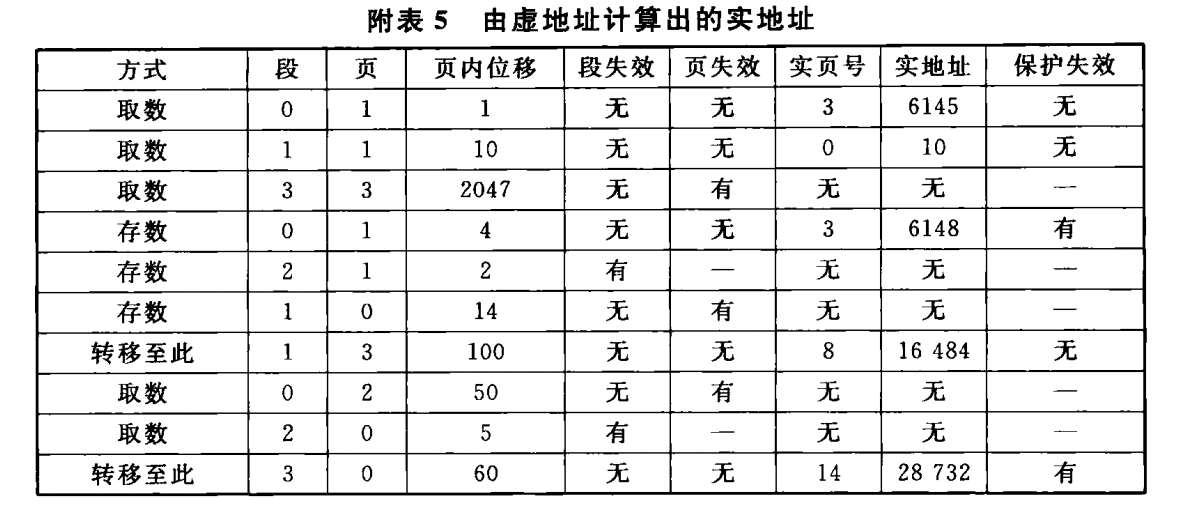 附表 5 由虚地址计算出的实地址
方式 段 页 页内位移 段失效 页失效 实页号 实地址 保护失效
取数 0 1 1 无 无 3 6145 无
取数 1 1 10 无 无 0 10 无
取数 3 3 2047 无 有 无 无 —
存数 0 1 4 无 无 3 6148 有
存数 2 1 2 有 — 无 无 —
存数 1 0 14 无 有 无 无 —
转移至此 1 3 100 无 无 8 16 484 无
取数 0 2 50 无 有 无 无 —
取数 2 0 5 有 — 无 无 —
转移至此 3 0 60 无 无 14 28 732 有